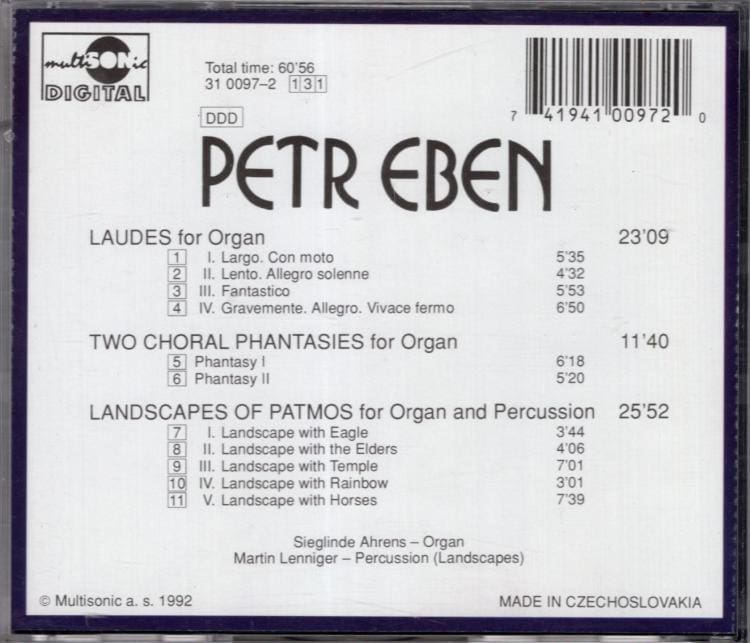 multiSONic
DIGITAL
Total time: 60'56
31 0097-2 131
DDD
7 41941 00972 0
PETR EBEN
LAUDES for Organ 23'09
1 I. Largo. Con moto 5'35
2 II. Lento. Allegro solenne 4'32
3 III. Fantastico 5'53
4 IV. Gravemente. Allegro. Vivace fermo 6'50
TWO CHORAL PHANTASIES for Organ 11'40
5 Phantasy I 6'18
6 Phantasy II 5'20
LANDSCAPES OF PATMOS for Organ and Percussion 25'52
7 I. Landscape with Eagle 3'44
8 II. Landscape with the Elders 4'06
9 III. Landscape with Temple 7'01
10 IV. Landscape with Rainbow 3'01
11 V. Landscape with Horses 7'39
Sieglinde Ahrens – Organ
Martin Lenniger – Percussion (Landscapes)
© Multisonic a. s. 1992 MADE IN CZECHOSLOVAKIA